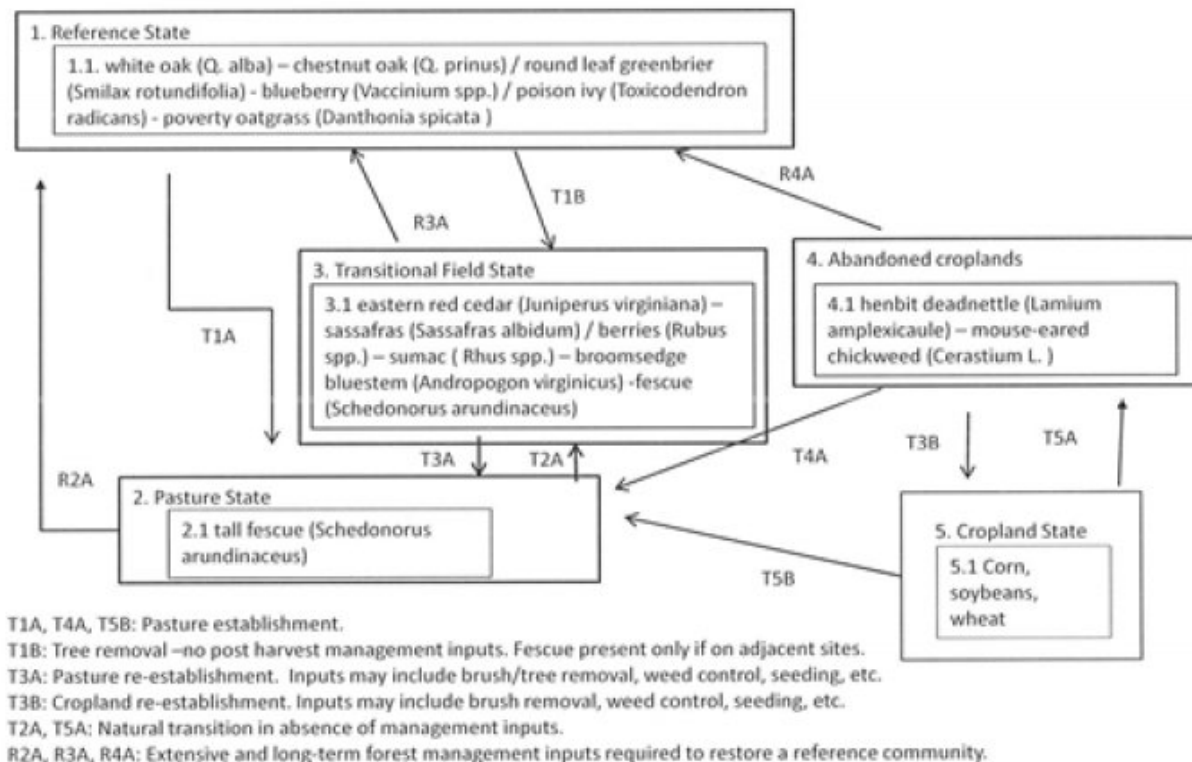 1. Reference State
1.1. white oak (Q. alba) – chestnut oak (Q. prinus) / round leaf greenbrier
(Smilax rotundifolia) - blueberry (Vaccinium spp.) / poison ivy (Toxicodendron
radicans) - poverty oatgrass (Danthonia spicata )
R4A
T1B
R3A
3. Transitional Field State
3.1 eastern red cedar (Juniperus virginiana) –
sassafras (Sassafras albidum) / berries (Rubus
spp.) – sumac ( Rhus spp.) – broomsedge
bluestem (Andropogon virginicus) -fescue
(Schedonorus arundinaceus)
4. Abandoned croplands
4.1 henbit deadnettle (Lamium
amplexicaule) – mouse-eared
chickweed (Cerastium L. )
T1A
R2A
T3A
T2A
T4A
T3B
T5A
2. Pasture State
2.1 tall fescue (Schedonorus
arundinaceus)
T5B
5. Cropland State
5.1 Corn,
soybeans,
wheat
T1A, T4A, T5B: Pasture establishment.
T1B: Tree removal –no post harvest management inputs. Fescue present only if on adjacent sites.
T3A: Pasture re-establishment.  Inputs may include brush/tree removal, weed control, seeding, etc.
T3B: Cropland re-establishment. Inputs may include brush removal, weed control, seeding, etc.
T2A, T5A: Natural transition in absence of management inputs.
R2A, R3A, R4A: Extensive and long-term forest management inputs required to restore a reference community.